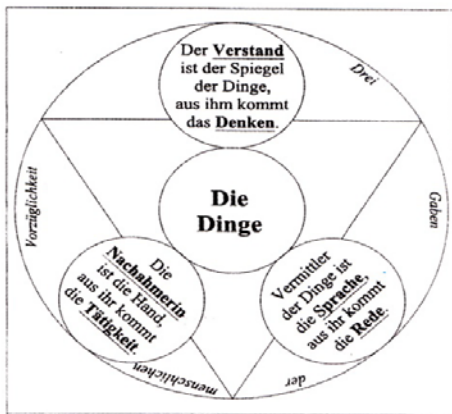 Der Verstand
ist der Spiegel
der Dinge,
aus ihm kommt
das Denken.
Drei
Gaben
der
menschlichen
Vorzüglichkeit
Die
Dinge
Die
Nachahmerin
ist die Hand,
aus ihr kommt
die Tätigkeit.
Vermittler
der Dinge ist
die Sprache,
aus ihr kommt
die Rede.